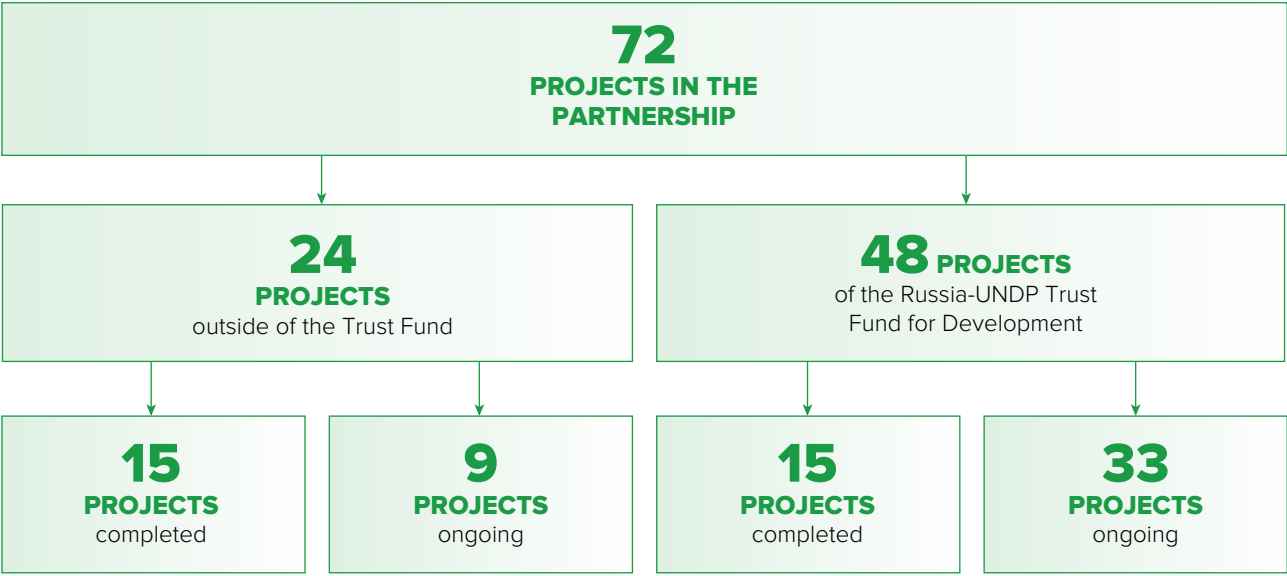 72
PROJECTS IN THE
PARTNERSHIP
24
PROJECTS
outside of the Trust Fund
48 PROJECTS
of the Russia-UNDP Trust
Fund for Development
15
PROJECTS
completed
9
PROJECTS
ongoing
15
PROJECTS
completed
33
PROJECTS
ongoing